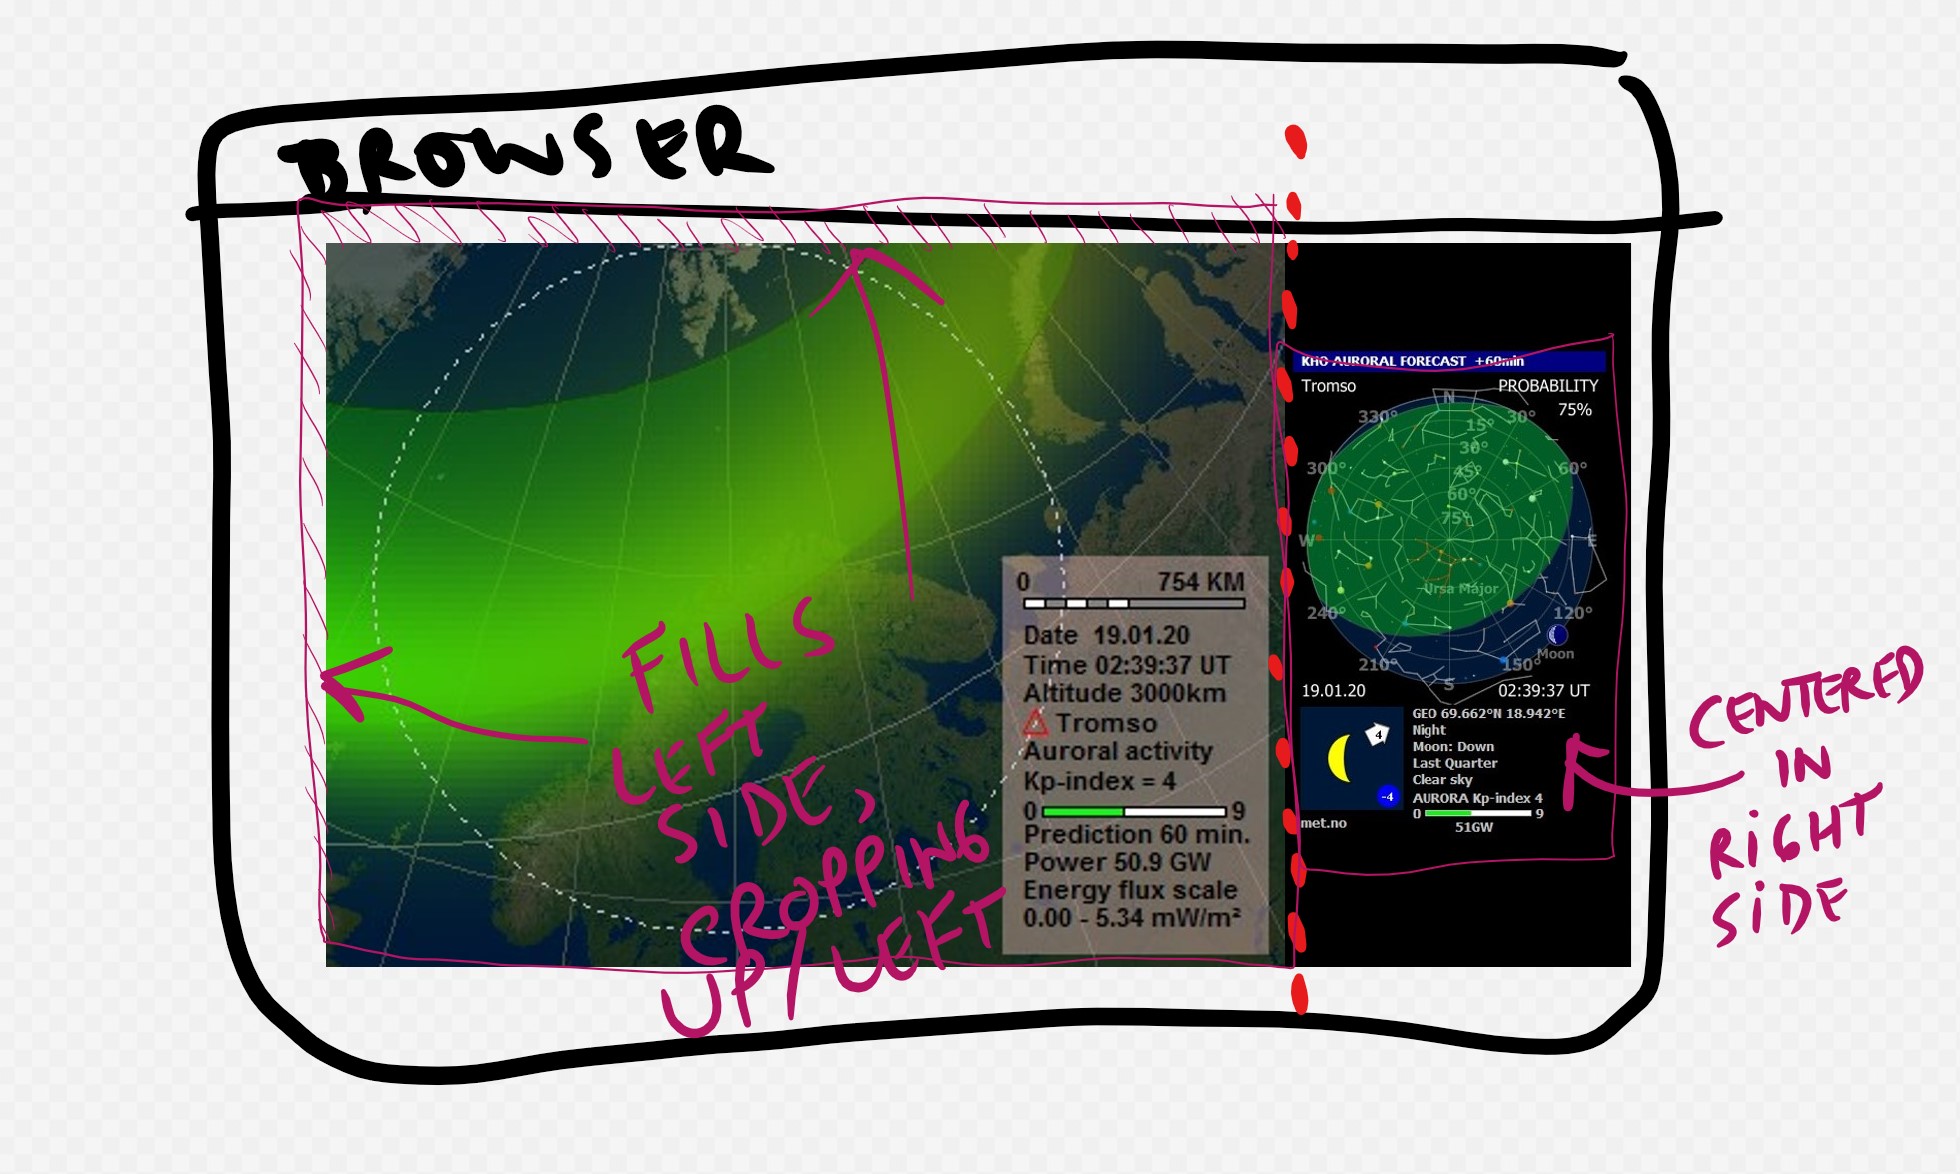 BROWSER
0 754 KM
Date 19.01.20
Time 02:39:37 UT
Altitude 3000km
Tromso
Auroral activity
Kp-index = 4
0 9
Prediction 60 min.
Power 50.9 GW
Energy flux scale
0.00 - 5.34 mW/m²
FILLS
LEFT
SIDE,
CROPPING
UP/LEFT
KHO AURORAL FORECAST +60min
Tromso PROBABILITY
75%
N
330° 30°
15°
30°
300° 45° 60°
60°
75°
W E
Ursa Major
240° 120°
Moon
210° 150°
S
19.01.20 02:39:37 UT
4
-4
met.no
GEO 69.662°N 18.942°E
Night
Moon: Down
Last Quarter
Clear sky
AURORA Kp-index 4
0 9
51GW
CENTERED
IN
RIGHT
SIDE